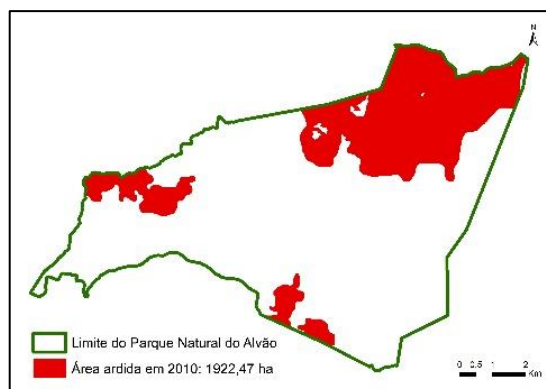 N
Limite do Parque Natural do Alvão
Área ardida em 2010: 1922,47 ha
0 0,5 1 2
Km